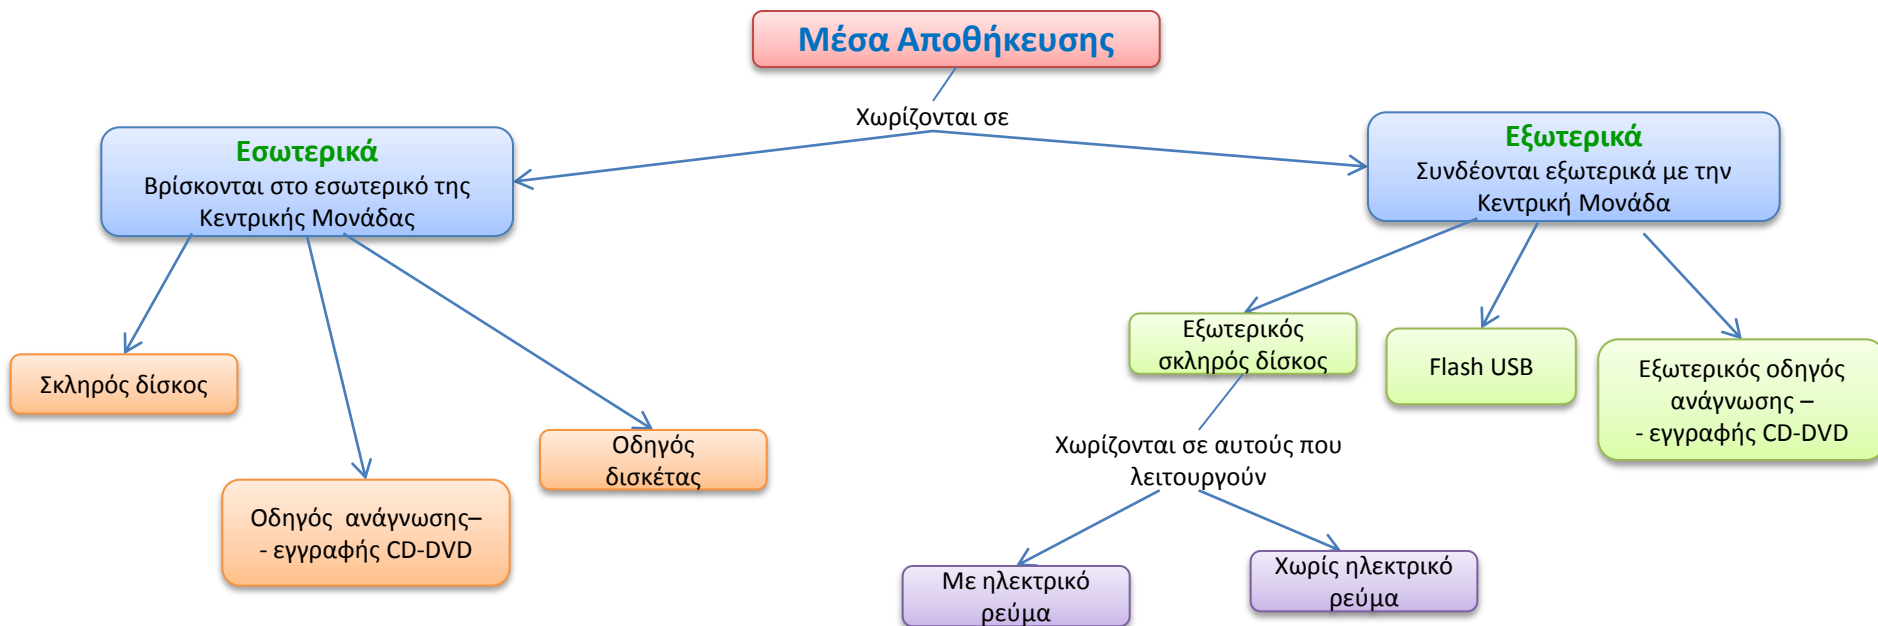 Μέσα Αποθήκευσης
Χωρίζονται σε
Εσωτερικά
Βρίσκονται στο εσωτερικό της
Κεντρικής Μονάδας
Εξωτερικά
Συνδέονται εξωτερικά με την
Κεντρική Μονάδα
Σκληρός δίσκος
Οδηγός ανάγνωσης–
- εγγραφής CD-DVD
Οδηγός
δισκέτας
Εξωτερικός
σκληρός δίσκος
Flash USB
Εξωτερικός οδηγός
ανάγνωσης –
- εγγραφής CD-DVD
Χωρίζονται σε αυτούς που
λειτουργούν
Με ηλεκτρικό
ρεύμα
Χωρίς ηλεκτρικό
ρεύμα